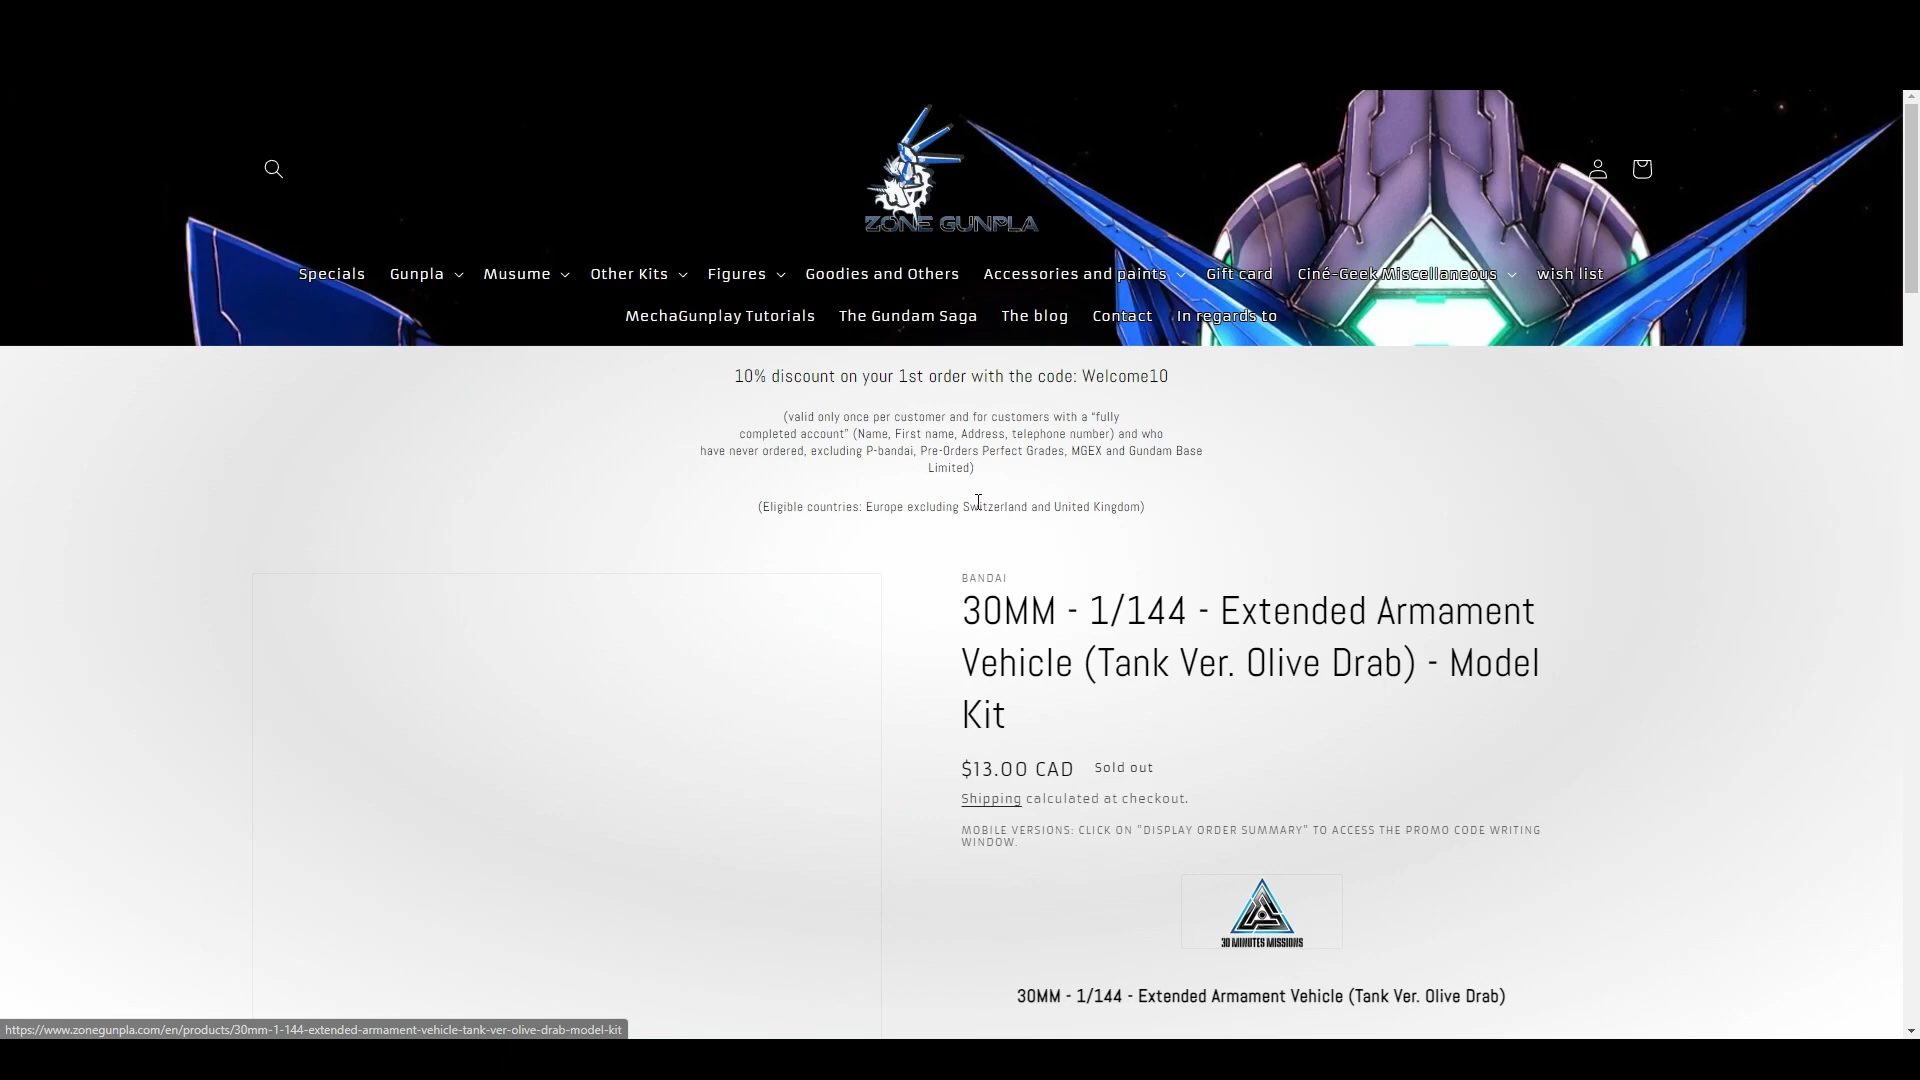 ZONE GUNPLA
Specials Gunpla Musume Other Kits Figures Goodies and Others Accessories and paints Gift card Ciné-Geek Miscellaneous wish list
MechaGunplay Tutorials The Gundam Saga The blog Contact In regards to
10% discount on your 1st order with the code: Welcome10
(valid only once per customer and for customers with a "fully
completed account" (Name, First name, Address, telephone number) and who
have never ordered, excluding P-bandai, Pre-Orders Perfect Grades, MGEX and Gundam Base
Limited)
(Eligible countries: Europe excluding Switzerland and United Kingdom)
BANDAI
30MM - 1/144 - Extended Armament
Vehicle (Tank Ver. Olive Drab) - Model
Kit
$13.00 CAD Sold out
Shipping calculated at checkout.
MOBILE VERSIONS: CLICK ON "DISPLAY ORDER SUMMARY" TO ACCESS THE PROMO CODE WRITING
WINDOW.
30 MINUTES MISSIONS
30MM - 1/144 - Extended Armament Vehicle (Tank Ver. Olive Drab)
https://www.zonegunpla.com/en/products/30mm-1-144-extended-armament-vehicle-tank-ver-olive-drab-model-kit